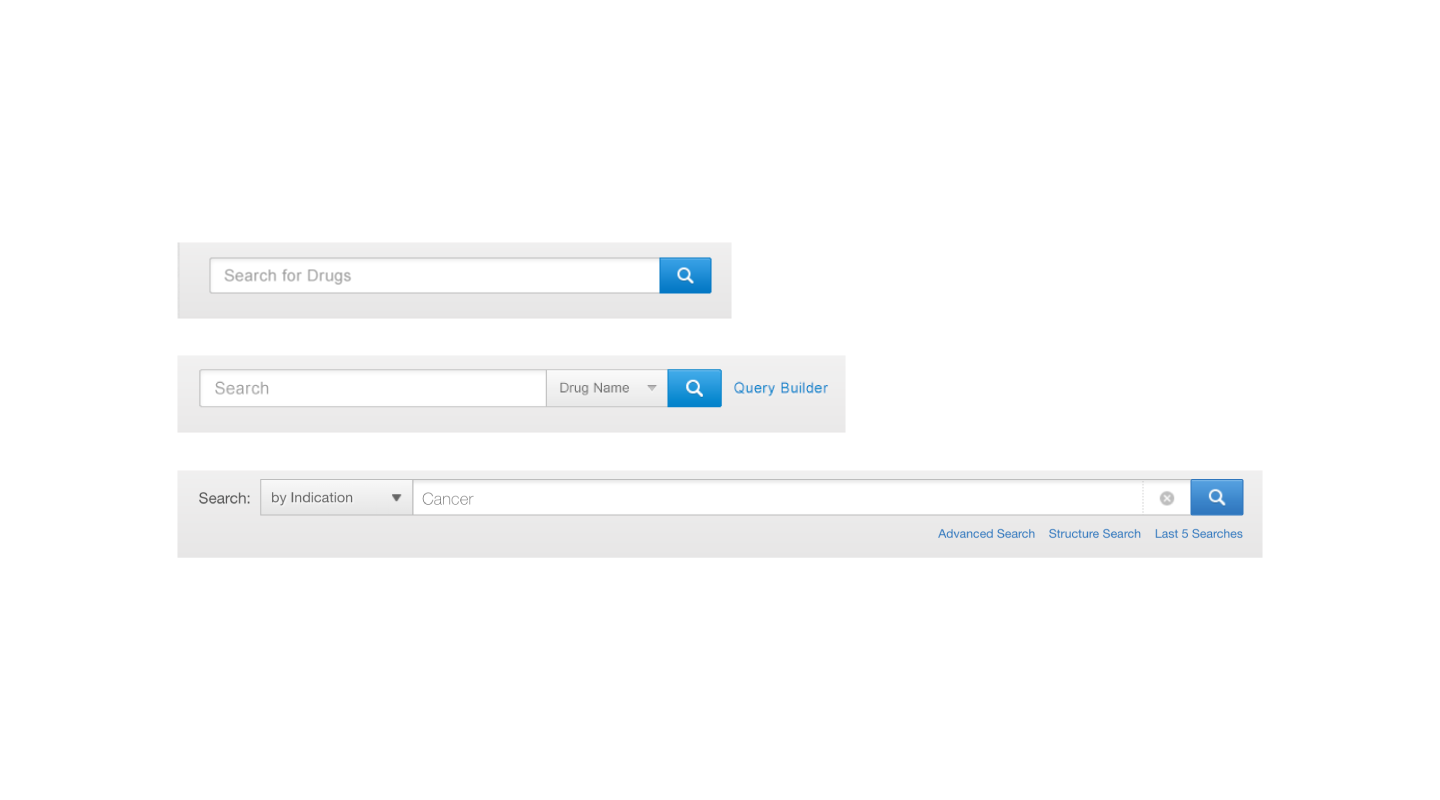 Search for Drugs
Search Drug Name Query Builder
Search: by Indication Cancer
Advanced Search Structure Search Last 5 Searches